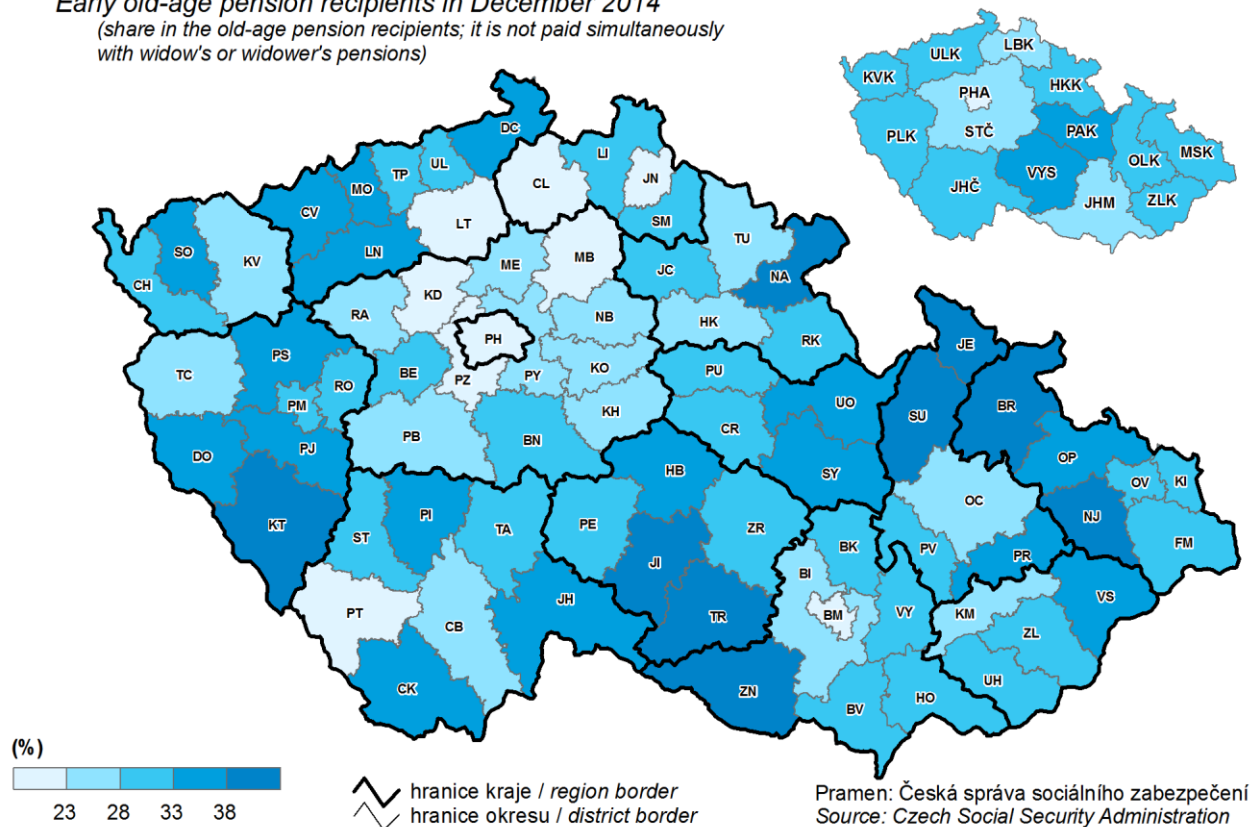 Early old-age pension recipients in December 2014
(share in the old-age pension recipients; it is not paid simultaneously
with widow's or widower's pensions)
LBK
ULK
KVK
HKK
PHA
STČ
PLK
PAK
MSK
OLK
VYS
JHČ
ZLK
JHM
DC
LI
UL
TP
MO
CL
JN
CV
LT
SM
TU
SO
KV
LN
ME
MB
JC
NA
CH
KD
RA
NB
HK
PH
RK
JE
PS
TC
RO
BE
PZ
PY
KO
PU
PM
KH
UO
SU
BR
PB
CR
BN
DO
PJ
OP
HB
SY
OV
KI
OC
KT
PI
TA
PE
ZR
NJ
ST
BK
PV
PR
FM
JI
BI
JH
VS
PT
TR
BM
VY
KM
CB
ZL
UH
CK
ZN
HO
BV
(%)
23 28 33 38
hranice kraje / region border
hranice okresu / district border
Pramen: Česká správa sociálního zabezpečení
Source: Czech Social Security Administration